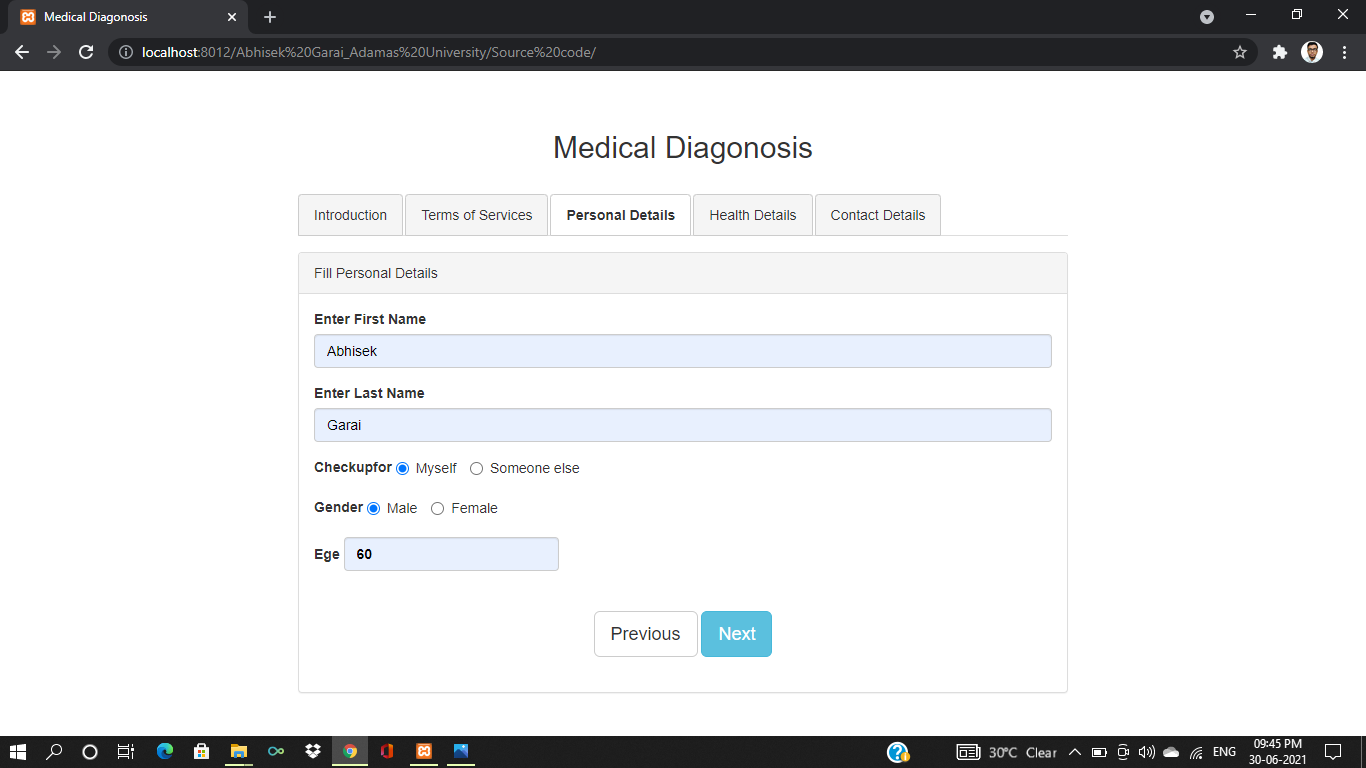 Medical Diagonosis
localhost:8012/Abhisek%20Garai_Adamas%20University/Source%20code/
Medical Diagonosis
Introduction Terms of Services Personal Details Health Details Contact Details
Fill Personal Details
Enter First Name
Abhisek
Enter Last Name
Garai
Checkupfor Myself Someone else
Gender Male Female
Ege 60
Previous Next
30°C Clear ENG 09:45 PM
30-06-2021